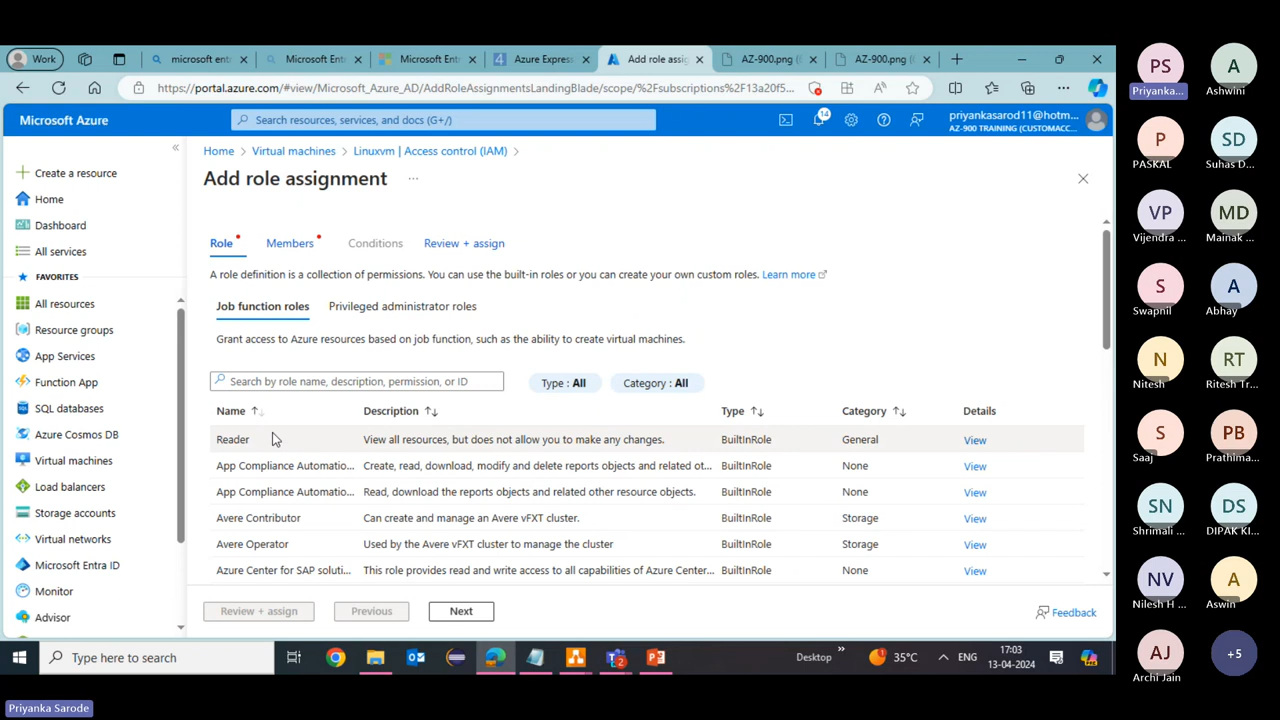 Work
microsoft ent
Microsoft Ent
Microsoft Ent
Azure Express
Add role assig
AZ-900.png (
AZ-900.png (
https://portal.azure.com/#view/Microsoft_Azure_AD/AddRoleAssignmentsLandingBlade/scope/%2Fsubscriptions%2F13a20f5...
Microsoft Azure
Search resources, services, and docs (G+/)
14
priyankasarod11@hotm...
AZ-900 TRAINING (CUSTOMACC...
Home > Virtual machines > Linuxvm | Access control (IAM) >
Add role assignment
...
Create a resource
Home
Dashboard
All services
FAVORITES
All resources
Resource groups
App Services
Function App
SQL databases
Azure Cosmos DB
Virtual machines
Load balancers
Storage accounts
Virtual networks
Microsoft Entra ID
Monitor
Advisor
Role
Members
Conditions
Review + assign
A role definition is a collection of permissions. You can use the built-in roles or you can create your own custom roles. Learn more
Job function roles
Privileged administrator roles
Grant access to Azure resources based on job function, such as the ability to create virtual machines.
Search by role name, description, permission, or ID
Type : All
Category : All
Name ↑↓ Description ↑↓ Type ↑↓ Category ↑↓ Details
Reader View all resources, but does not allow you to make any changes. BuiltInRole General View
App Compliance Automatio... Create, read, download, modify and delete reports objects and related ot... BuiltInRole None View
App Compliance Automatio... Read, download the reports objects and related other resource objects. BuiltInRole None View
Avere Contributor Can create and manage an Avere vFXT cluster. BuiltInRole Storage View
Avere Operator Used by the Avere vFXT cluster to manage the cluster BuiltInRole Storage View
Azure Center for SAP soluti... This role provides read and write access to all capabilities of Azure Center... BuiltInRole None View
Review + assign
Previous
Next
Feedback
Type here to search
Desktop
35°C
ENG
17:03
13-04-2024
PS
Priyanka...
A
Ashwini
P
PASKAL
SD
Suhas D...
VP
Vijendra ...
MD
Mainak ...
S
Swapnil
A
Abhay
N
Nitesh
RT
Ritesh Tr...
S
Saaj
PB
Prathima...
SN
Shrimali ...
DS
DIPAK KI...
NV
Nilesh H ...
A
Aswin
AJ
Archi Jain
+5
Priyanka Sarode